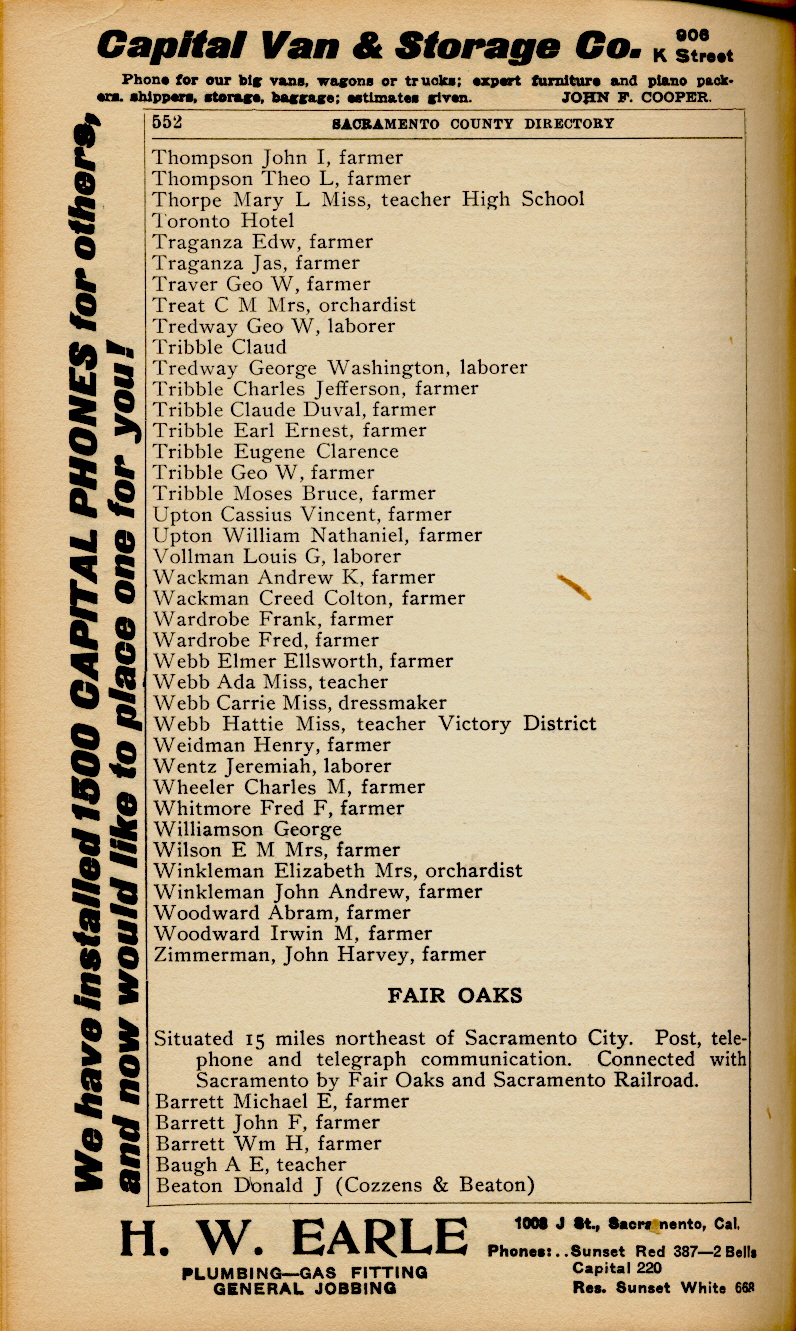 Capital Van & Storage Co. 906 K Street
Phone for our big vans, wagons or trucks; expert furniture and piano pack-
ers. shippers, storage, baggage; estimates given. JOHN F. COOPER.
We have installed 1500 CAPITAL PHONES for others,
and now would like to place one for you!
552 SACRAMENTO COUNTY DIRECTORY
Thompson John I, farmer
Thompson Theo L, farmer
Thorpe Mary L Miss, teacher High School
Toronto Hotel
Traganza Edw, farmer
Traganza Jas, farmer
Traver Geo W, farmer
Treat C M Mrs, orchardist
Tredway Geo W, laborer
Tribble Claud
Tredway George Washington, laborer
Tribble Charles Jefferson, farmer
Tribble Claude Duval, farmer
Tribble Earl Ernest, farmer
Tribble Eugene Clarence
Tribble Geo W, farmer
Tribble Moses Bruce, farmer
Upton Cassius Vincent, farmer
Upton William Nathaniel, farmer
Vollman Louis G, laborer
Wackman Andrew K, farmer
Wackman Creed Colton, farmer
Wardrobe Frank, farmer
Wardrobe Fred, farmer
Webb Elmer Ellsworth, farmer
Webb Ada Miss, teacher
Webb Carrie Miss, dressmaker
Webb Hattie Miss, teacher Victory District
Weidman Henry, farmer
Wentz Jeremiah, laborer
Wheeler Charles M, farmer
Whitmore Fred F, farmer
Williamson George
Wilson E M Mrs, farmer
Winkleman Elizabeth Mrs, orchardist
Winkleman John Andrew, farmer
Woodward Abram, farmer
Woodward Irwin M, farmer
Zimmerman, John Harvey, farmer
FAIR OAKS
Situated 15 miles northeast of Sacramento City. Post, tele-
phone and telegraph communication. Connected with
Sacramento by Fair Oaks and Sacramento Railroad.
Barrett Michael E, farmer
Barrett John F, farmer
Barrett Wm H, farmer
Baugh A E, teacher
Beaton Donald J (Cozzens & Beaton)
H. W. EARLE
PLUMBING—GAS FITTING
GENERAL JOBBING
1008 J St., Sacramento, Cal.
Phones:..Sunset Red 387—2 Bells
Capital 220
Res. Sunset White 668